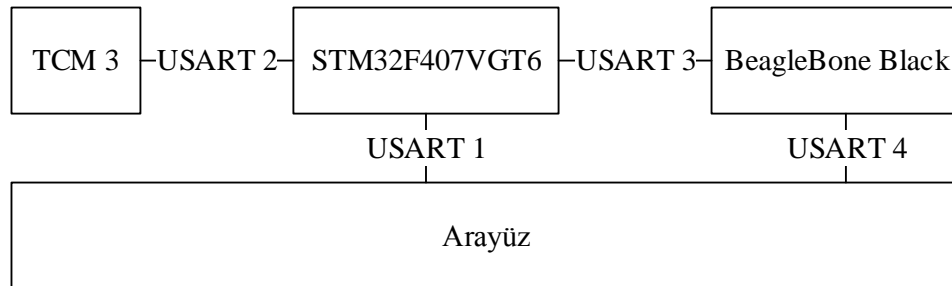 TCM 3 USART 2 STM32F407VGT6 USART 3 BeagleBone Black
USART 1 USART 4
Arayüz